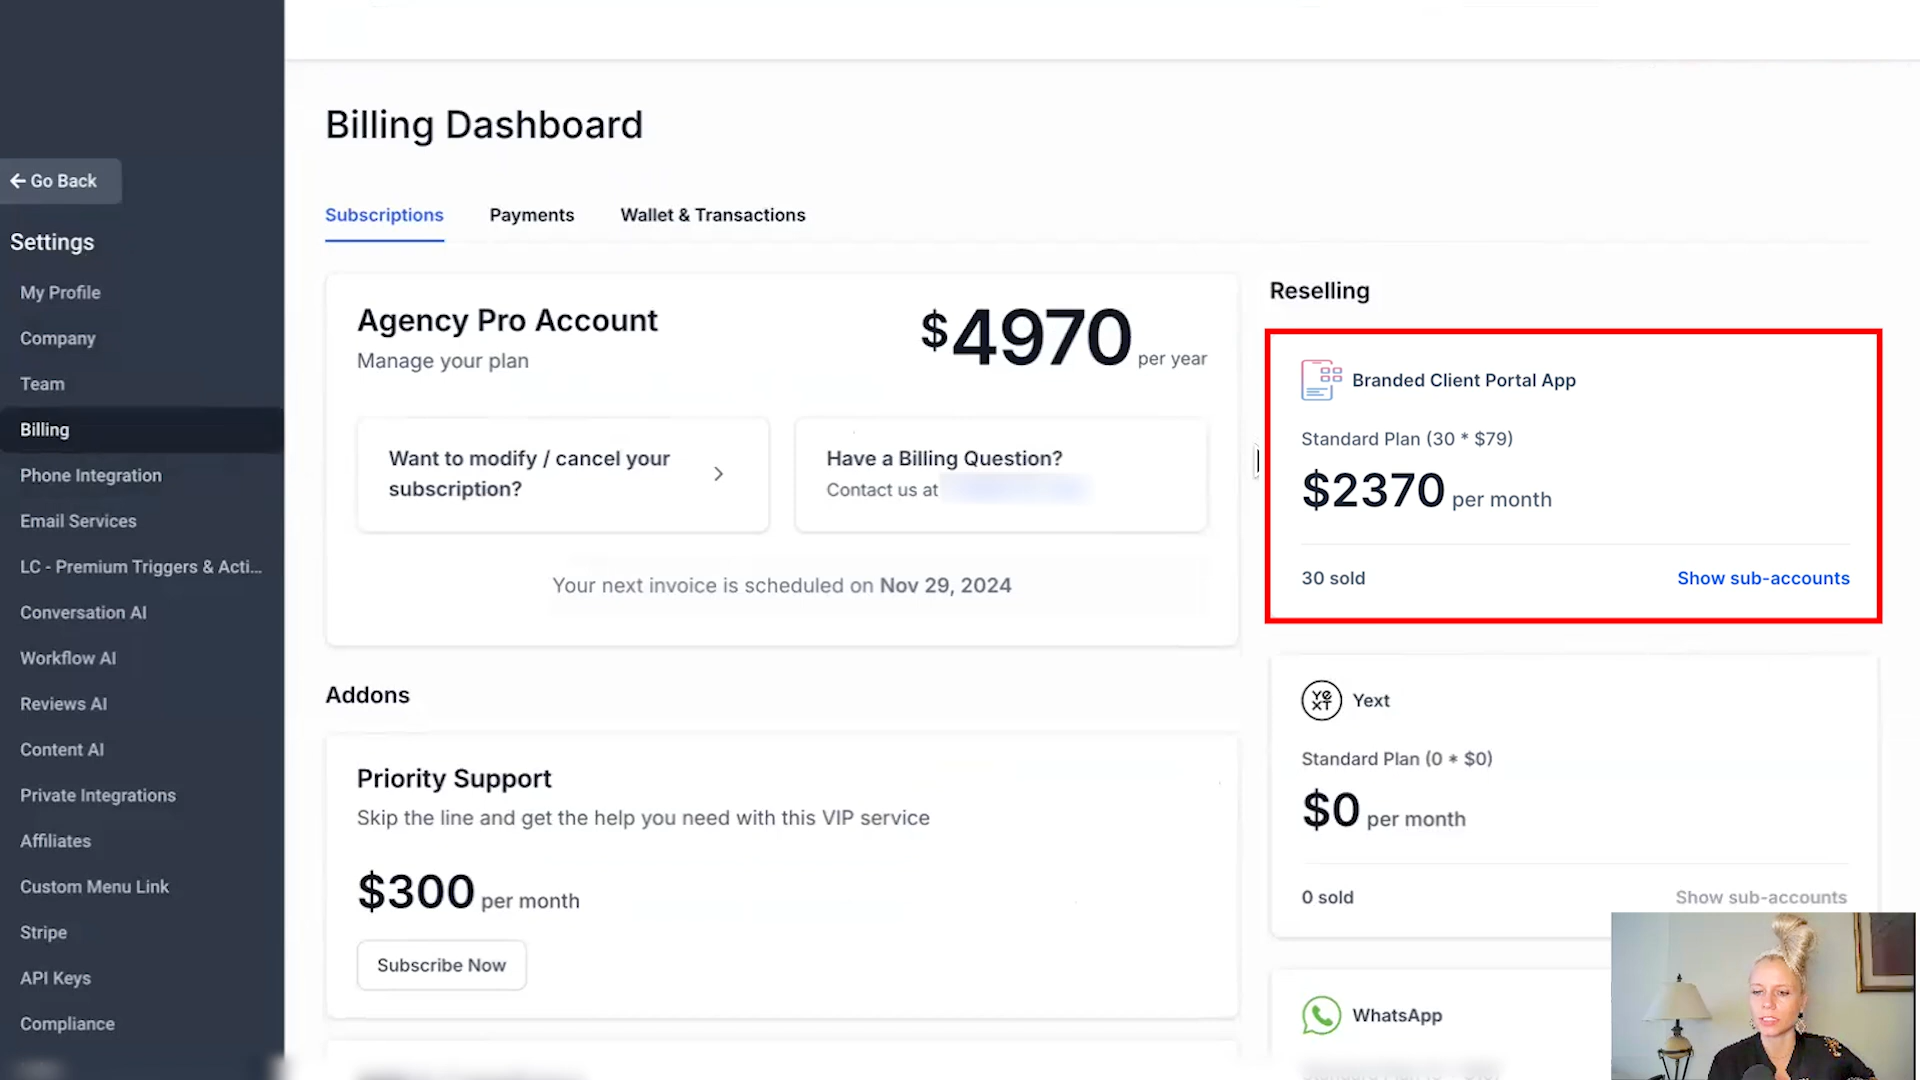 Go Back
Settings
My Profile
Company
Team
Billing
Phone Integration
Email Services
LC - Premium Triggers & Acti...
Conversation AI
Workflow AI
Reviews AI
Content AI
Private Integrations
Affiliates
Custom Menu Link
Stripe
API Keys
Compliance
Billing Dashboard
Subscriptions
Payments
Wallet & Transactions
Agency Pro Account
Manage your plan
$4970 per year
Want to modify / cancel your
subscription?
Have a Billing Question?
Contact us at
Your next invoice is scheduled on Nov 29, 2024
Addons
Priority Support
Skip the line and get the help you need with this VIP service
$300 per month
Subscribe Now
Reselling
Branded Client Portal App
Standard Plan (30 * $79)
$2370 per month
30 sold
Show sub-accounts
YEXT
Yext
Standard Plan (0 * $0)
$0 per month
0 sold
Show sub-accounts
WhatsApp